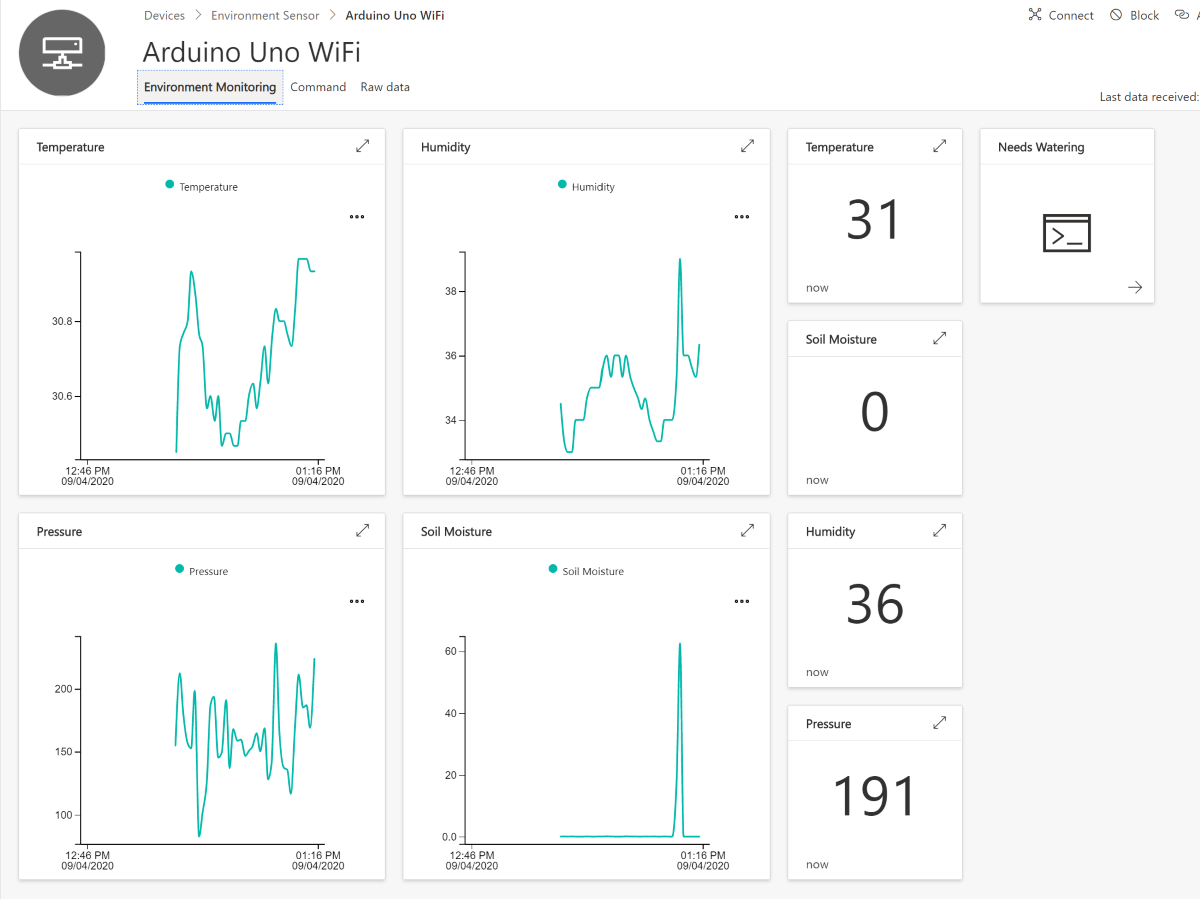 Devices > Environment Sensor > Arduino Uno WiFi
Connect Block
Arduino Uno WiFi
Environment Monitoring Command Raw data
Last data received:
Temperature
Temperature
30.8
30.6
12:46 PM 01:16 PM
09/04/2020 09/04/2020
Humidity
Humidity
38
36
34
12:46 PM 01:16 PM
09/04/2020 09/04/2020
Temperature
31
now
Needs Watering
>_
Soil Moisture
0
now
Pressure
Pressure
200
150
100
12:46 PM 01:16 PM
09/04/2020 09/04/2020
Soil Moisture
Soil Moisture
60
40
20
0.0
12:46 PM 01:16 PM
09/04/2020 09/04/2020
Humidity
36
now
Pressure
191
now